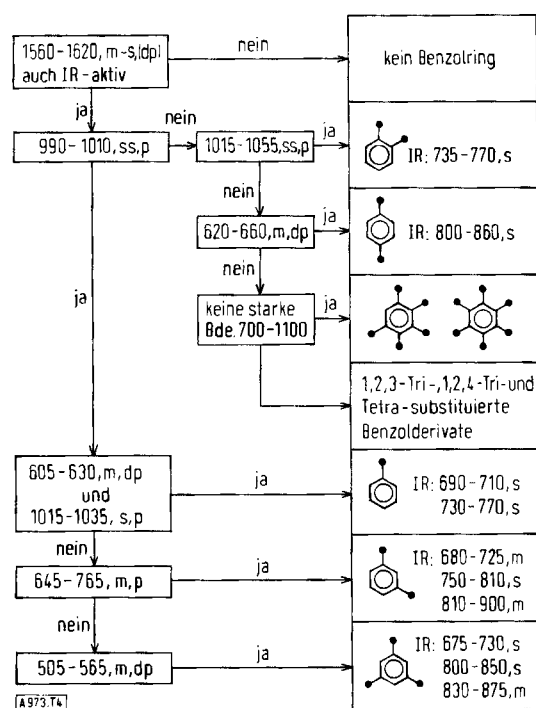 1560-1620, m-s,(dp)
auch IR-aktiv
nein
kein Benzolring
ja
nein
990-1010,ss,p
1015-1055,ss,p
ja
IR: 735-770,s
nein
620-660,m,dp
ja
IR: 800-860,s
nein
ja
keine starke
Bde. 700-1100
ja
1,2,3-Tri-,1,2,4-Tri-und
Tetra-substituierte
Benzolderivate
605-630,m,dp
und
1015-1035, s,p
ja
IR: 690-710,s
730-770,s
nein
645-765,m,p
ja
IR: 680-725,m
750-810,s
810-900,m
nein
505-565,m,dp
ja
IR: 675-730,s
800-850,s
830-875,m
A 973.T4